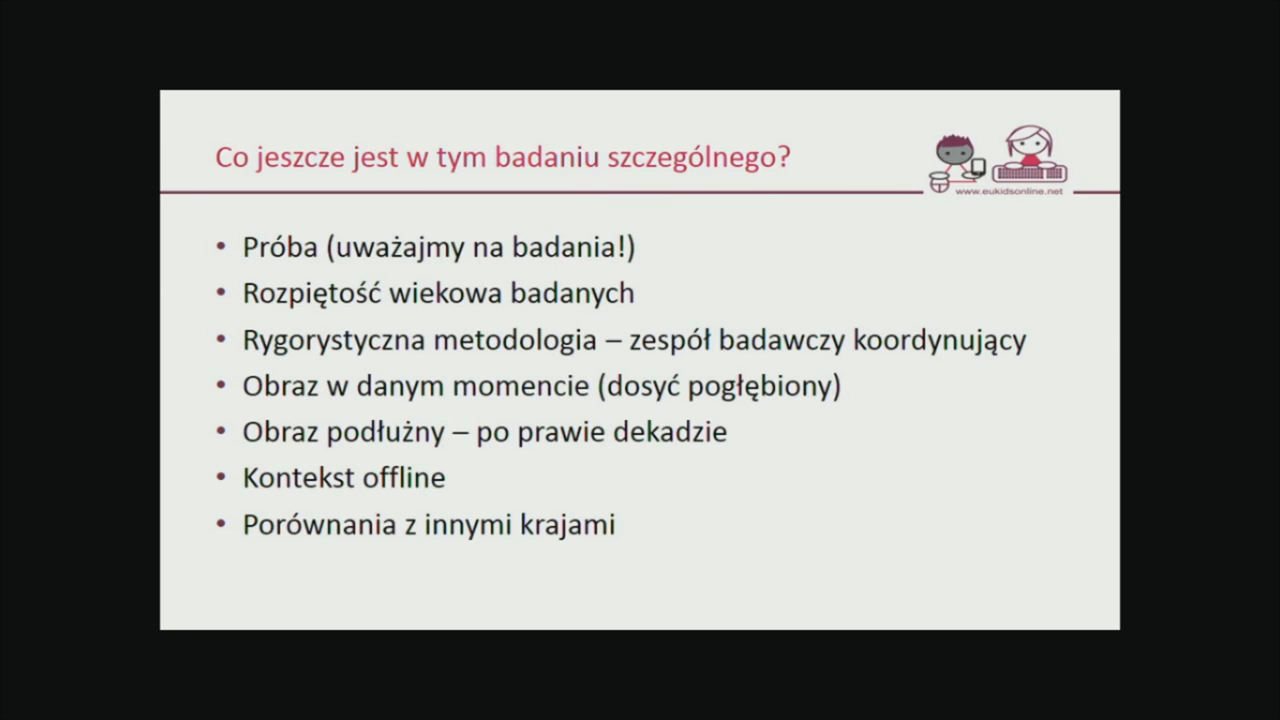 Co jeszcze jest w tym badaniu szczególnego?
www.eukidsonline.net
• Próba (uważajmy na badania!)
• Rozpiętość wiekowa badanych
• Rygorystyczna metodologia – zespół badawczy koordynujący
• Obraz w danym momencie (dosyć pogłębiony)
• Obraz podłużny – po prawie dekadzie
• Kontekst offline
• Porównania z innymi krajami